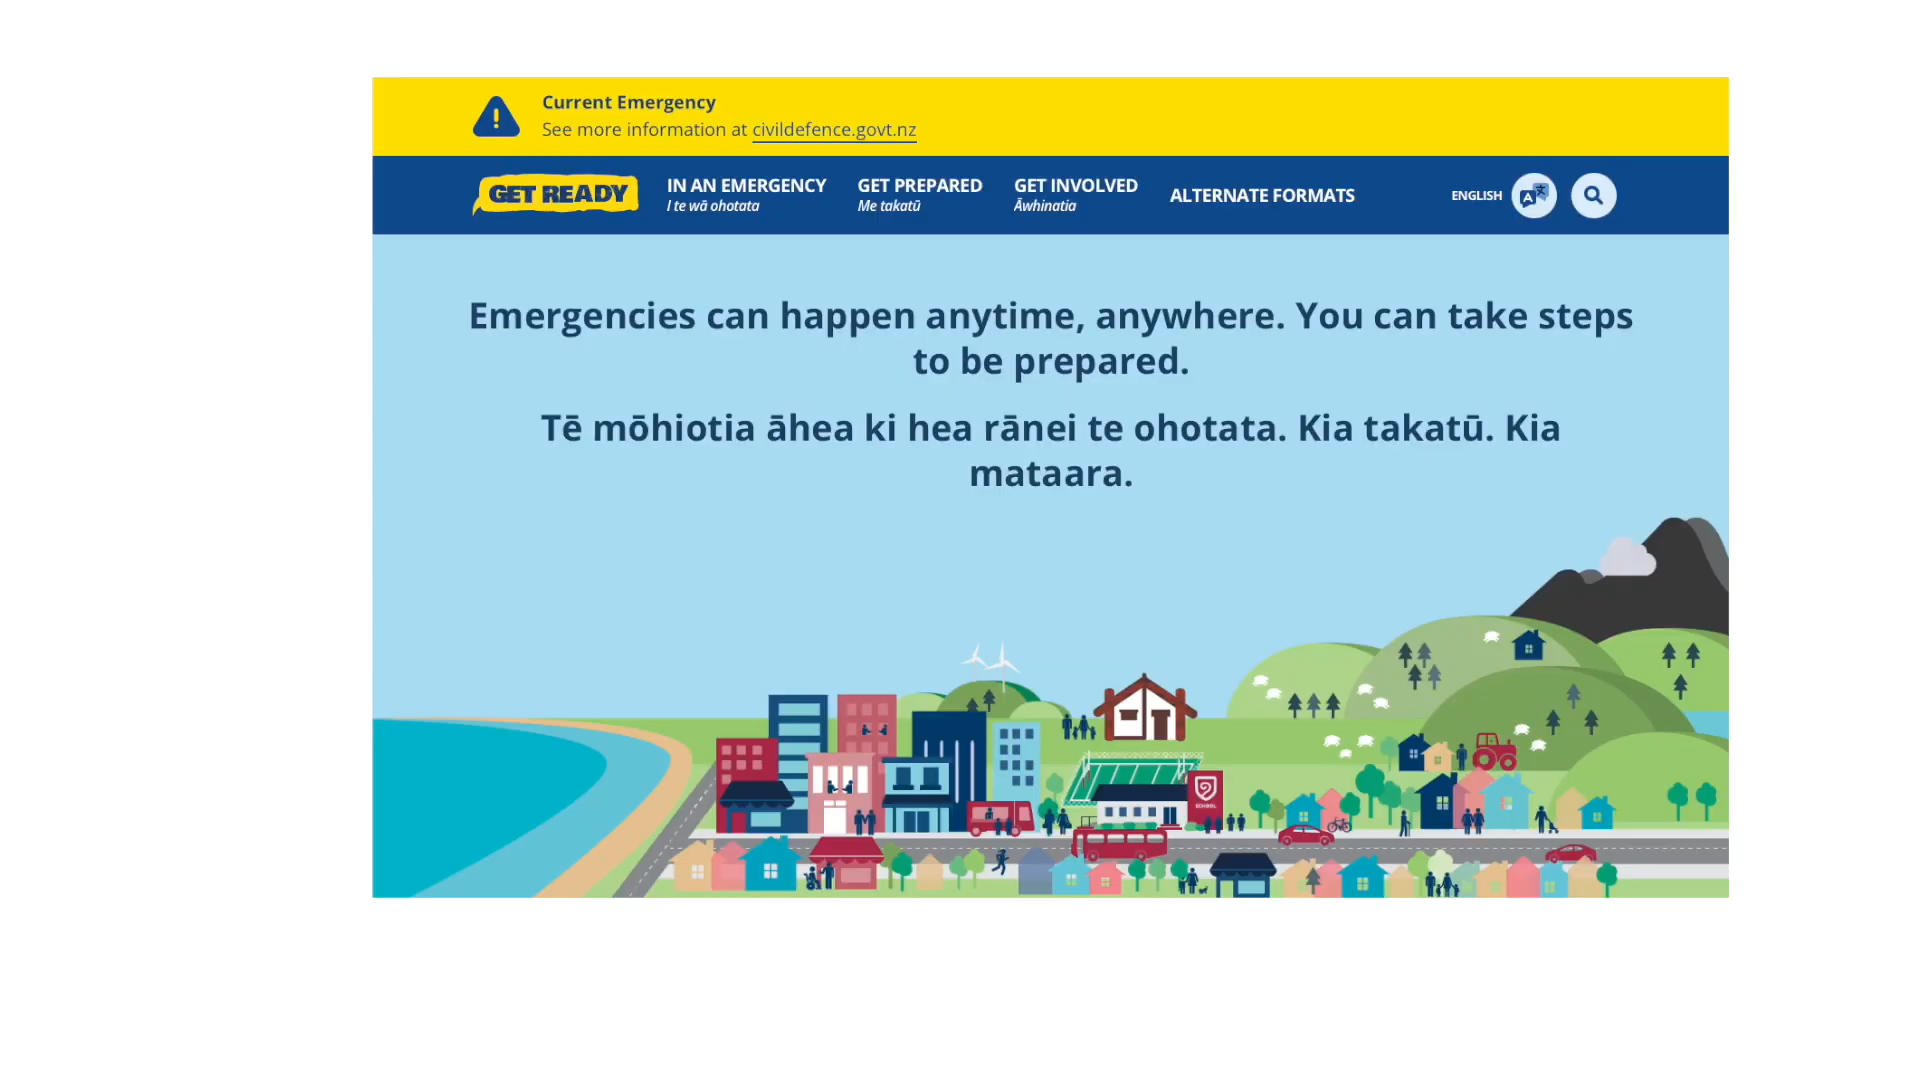 Current Emergency
See more information at civildefence.govt.nz
GET READY
IN AN EMERGENCY
I te wā ohotata
GET PREPARED
Me takatū
GET INVOLVED
Āwhinatia
ALTERNATE FORMATS
ENGLISH
A
Emergencies can happen anytime, anywhere. You can take steps
to be prepared.
Tē mōhiotia āhea ki hea rānei te ohotata. Kia takatū. Kia
mataara.
SCHOOL